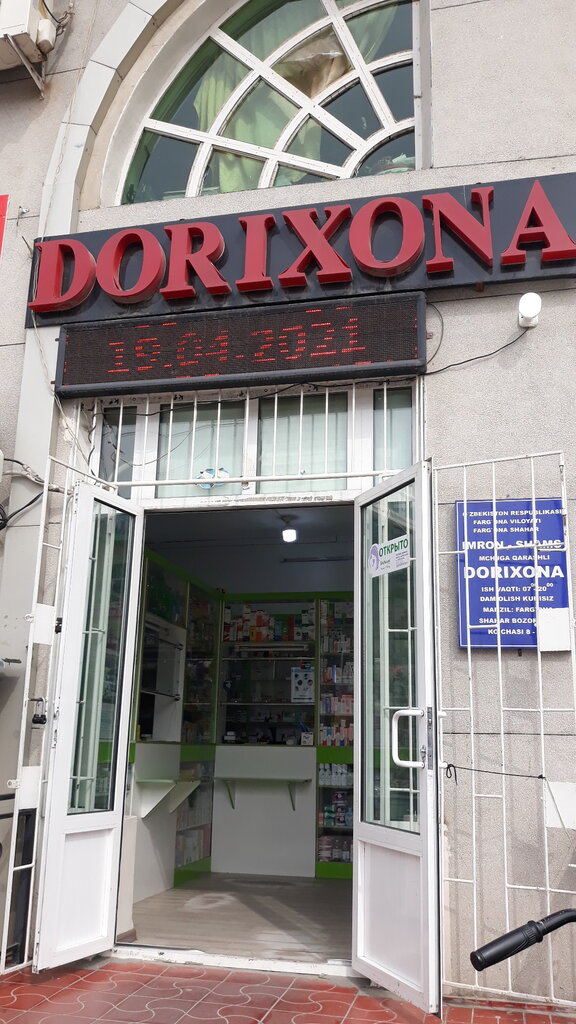 DORIXONA
19.04.2021
ОТКРЫТО
O'ZBEKISTON RESPUBLIKASI
FARG'ONA VILOYATI
FARG'ONA SHAHAR
IMRON - SHAMS
MCHJGA QARASHLI
DORIXONA
ISH VAQTI: 07
DAM OLISH KUNISIZ
MANZIL: FARG'ONA
SHAHAR BOZOR
KO'CHASI 8 -